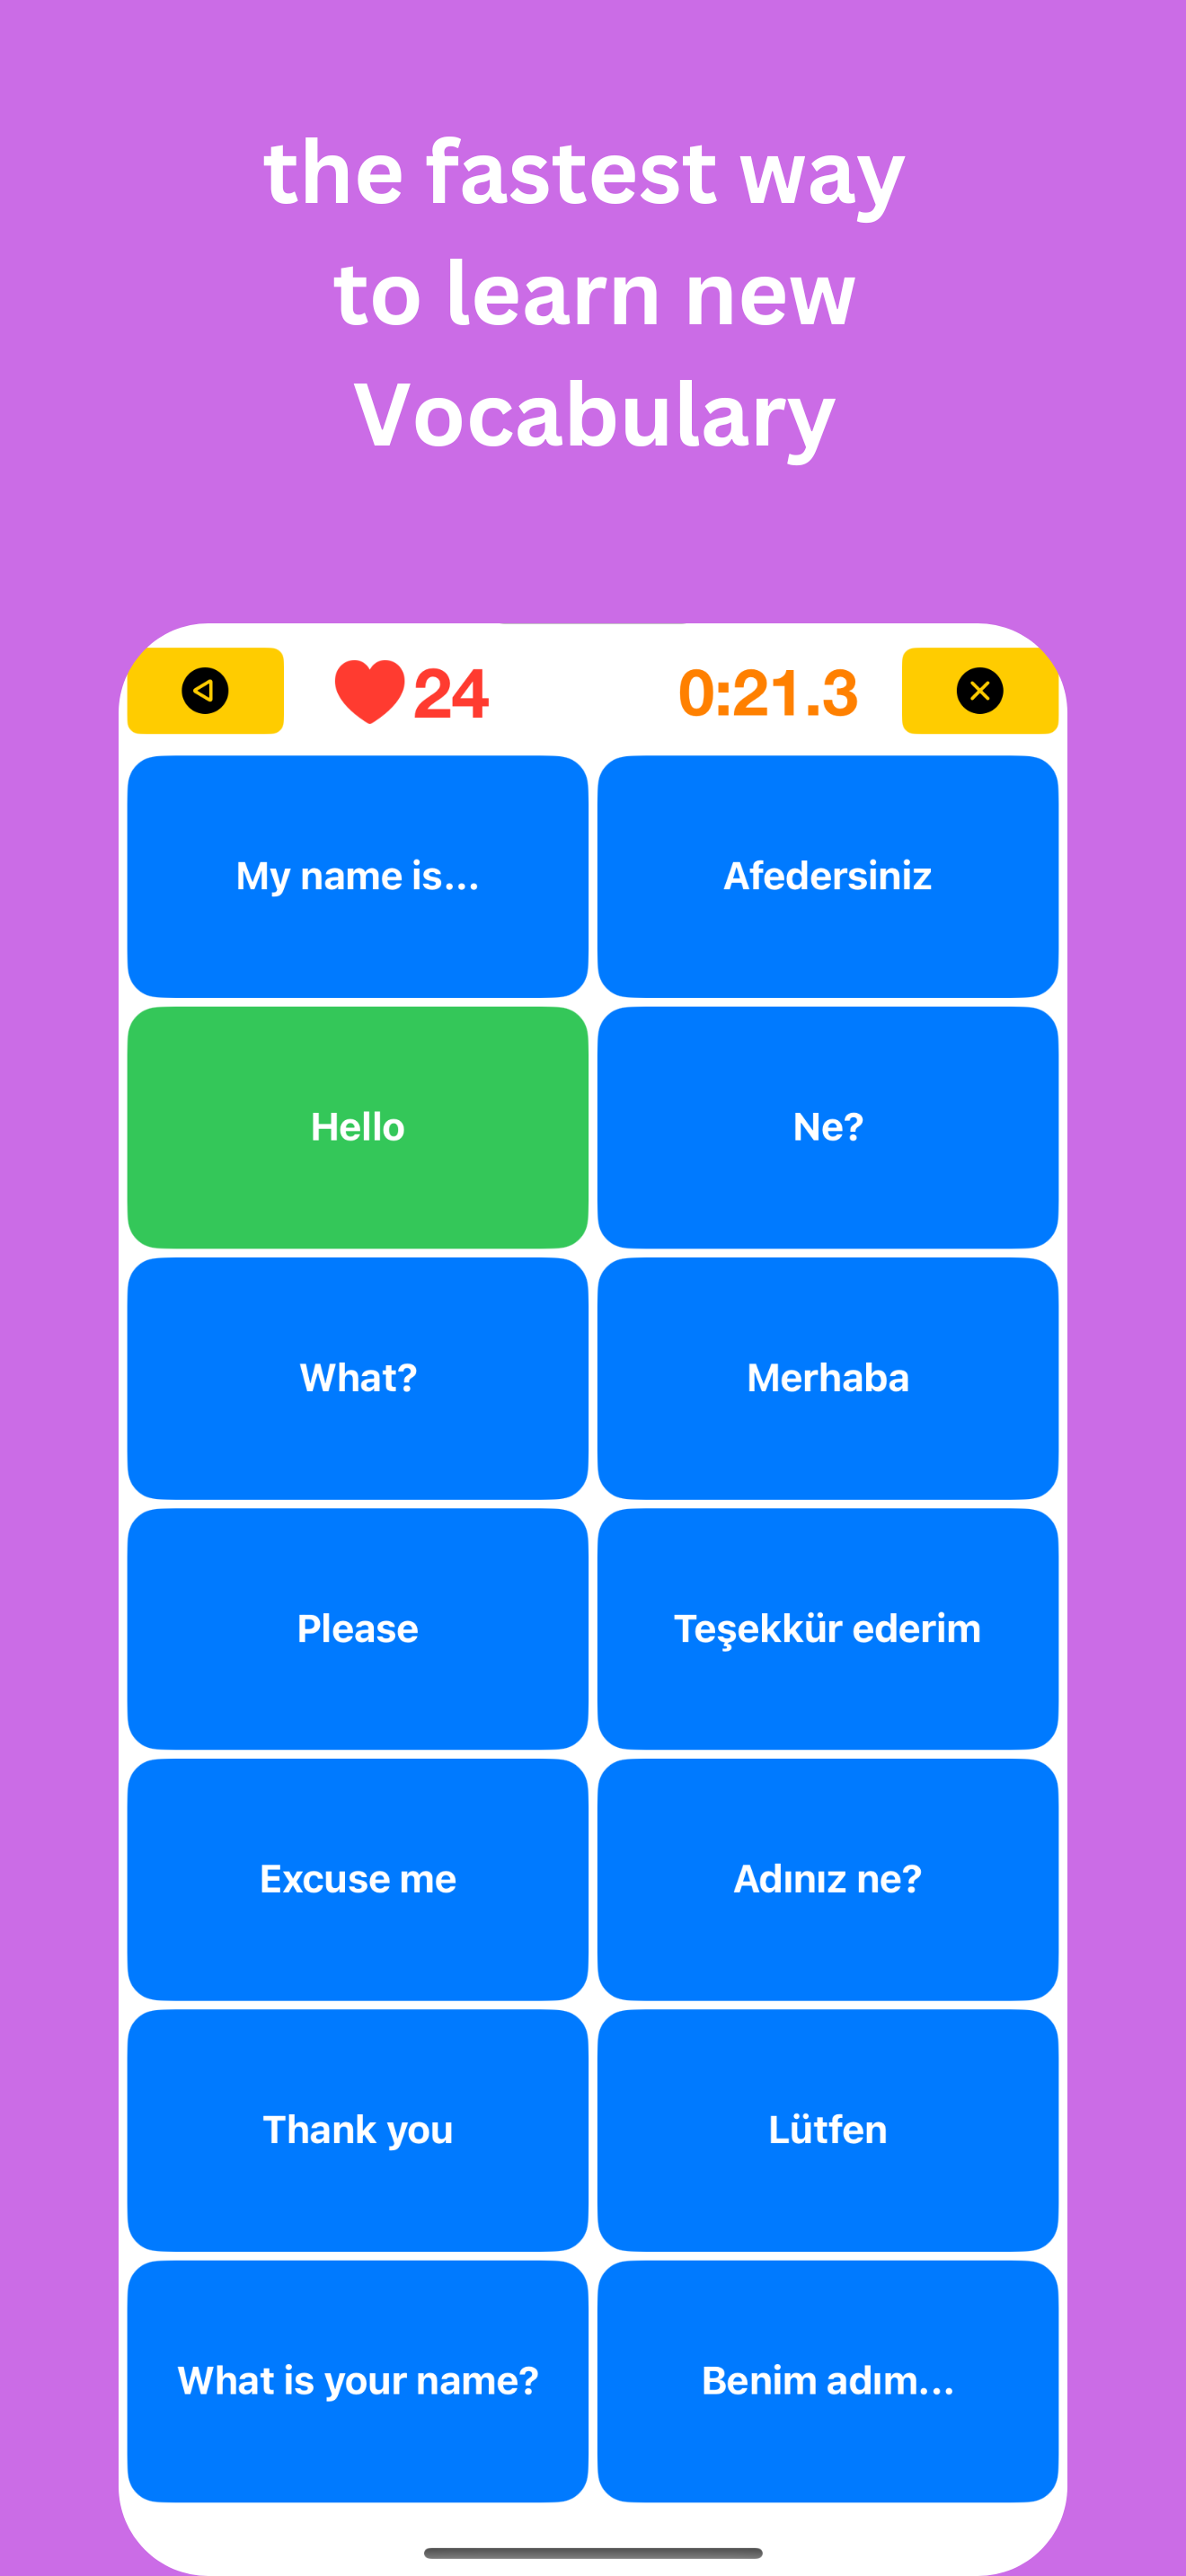 the fastest way
to learn new
Vocabulary
24 0:21.3
My name is... Afedersiniz
Hello Ne?
What? Merhaba
Please Teşekkür ederim
Excuse me Adınız ne?
Thank you Lütfen
What is your name? Benim adım...